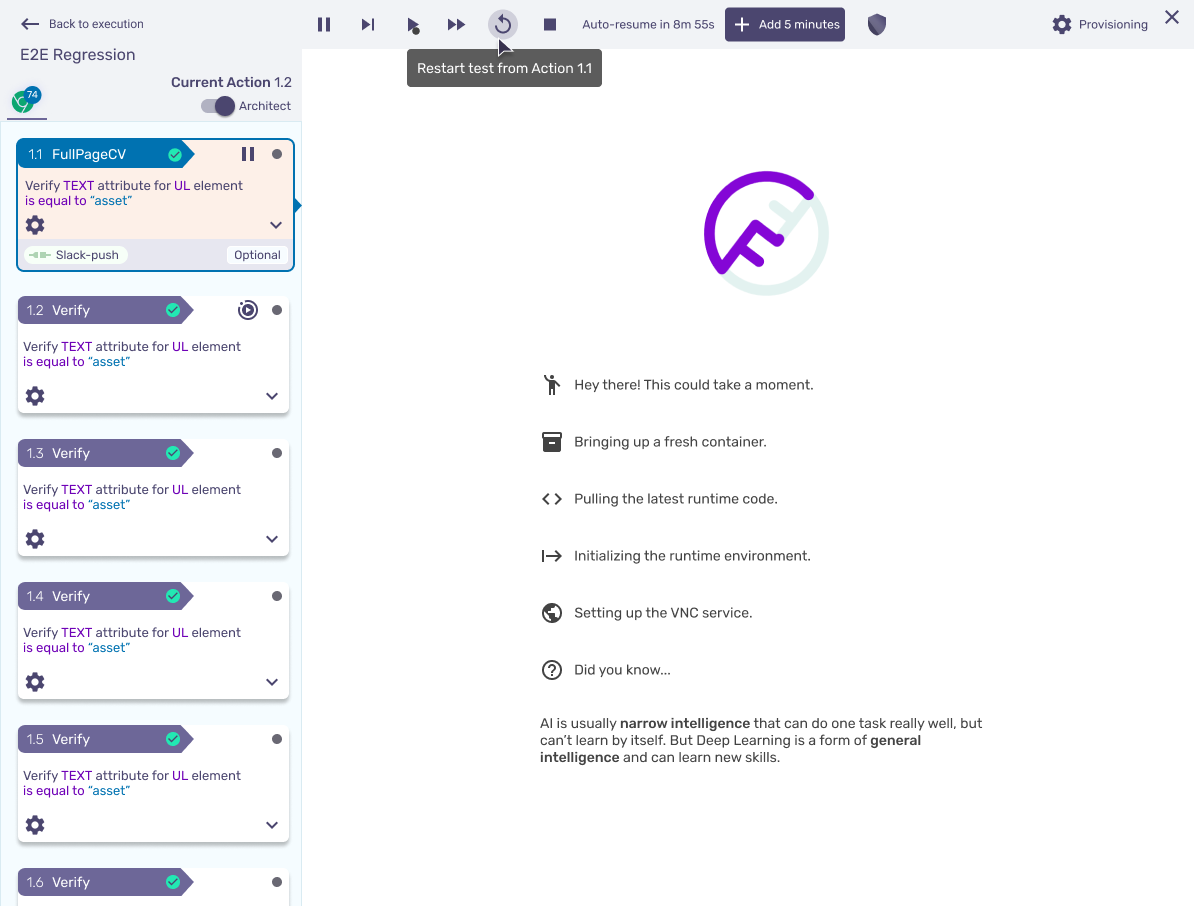 Back to execution
Auto-resume in 8m 55s
Add 5 minutes
Provisioning
E2E Regression
Restart test from Action 1.1
Current Action 1.2
74
Architect
1.1 FullPageCV
Verify TEXT attribute for UL element
is equal to “asset”
Slack-push
Optional
1.2 Verify
Verify TEXT attribute for UL element
is equal to “asset”
1.3 Verify
Verify TEXT attribute for UL element
is equal to “asset”
1.4 Verify
Verify TEXT attribute for UL element
is equal to “asset”
1.5 Verify
Verify TEXT attribute for UL element
is equal to “asset”
1.6 Verify
Hey there! This could take a moment.
Bringing up a fresh container.
Pulling the latest runtime code.
Initializing the runtime environment.
Setting up the VNC service.
Did you know...
AI is usually narrow intelligence that can do one task really well, but
can’t learn by itself. But Deep Learning is a form of general
intelligence and can learn new skills.